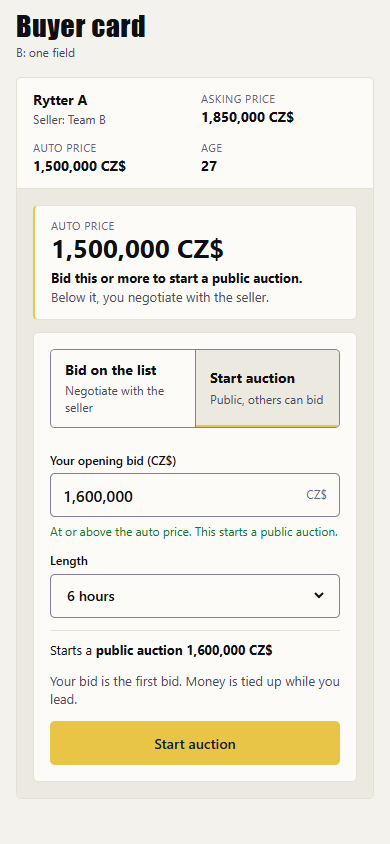 Buyer card
B: one field
Rytter A
Seller: Team B
ASKING PRICE
1,850,000 CZ$
AUTO PRICE
1,500,000 CZ$
AGE
27
AUTO PRICE
1,500,000 CZ$
Bid this or more to start a public auction.
Below it, you negotiate with the seller.
Bid on the list
Negotiate with the
seller
Start auction
Public, others can bid
Your opening bid (CZ$)
1,600,000
CZ$
At or above the auto price. This starts a public auction.
Length
6 hours
Starts a public auction 1,600,000 CZ$
Your bid is the first bid. Money is tied up while you
lead.
Start auction